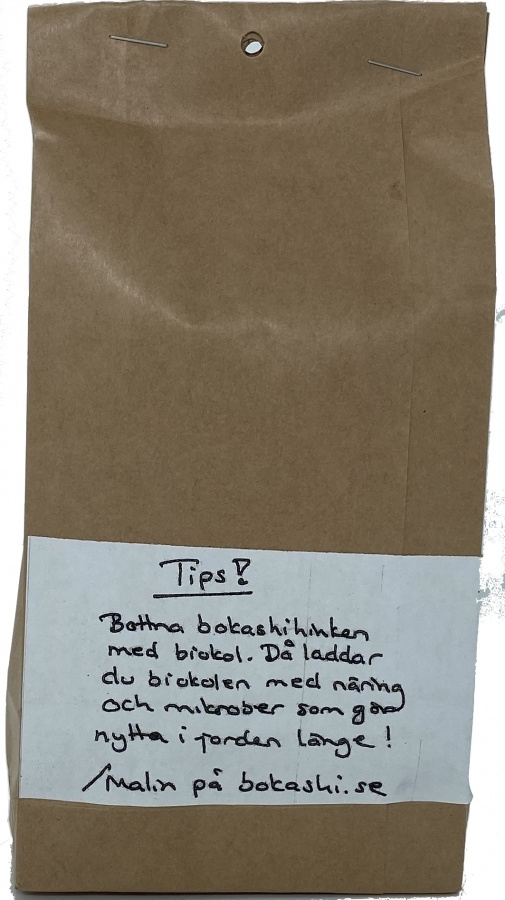 Tips!
Bottna bokashihinken
med biokol. Då laddar
du biokolen med näring
och mikrober som gör
nytta i jorden länge!
/Malin på bokashi.se